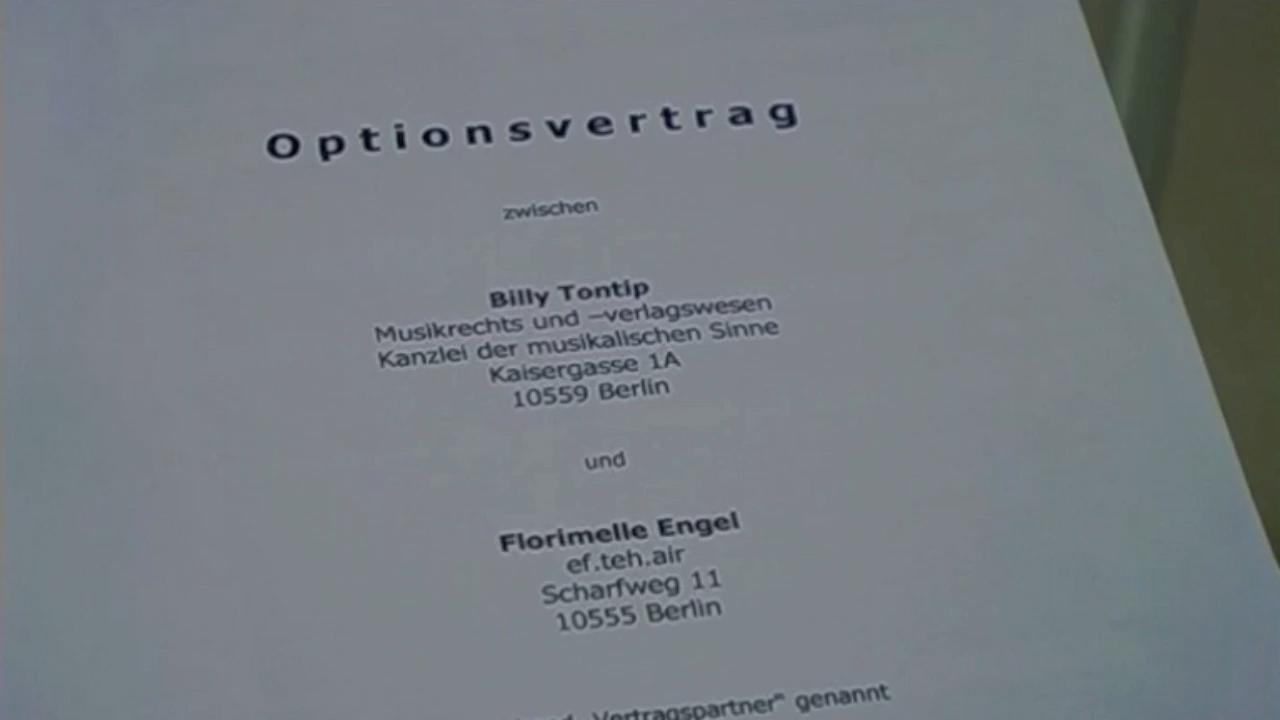 Optionsvertrag
zwischen
Billy Tontip
Musikrechts und –verlagswesen
Kanzlei der musikalischen Sinne
Kaisergasse 1A
10559 Berlin
und
Florimelle Engel
ef.teh.air
Scharfweg 11
10555 Berlin
„Vertragspartner“ genannt